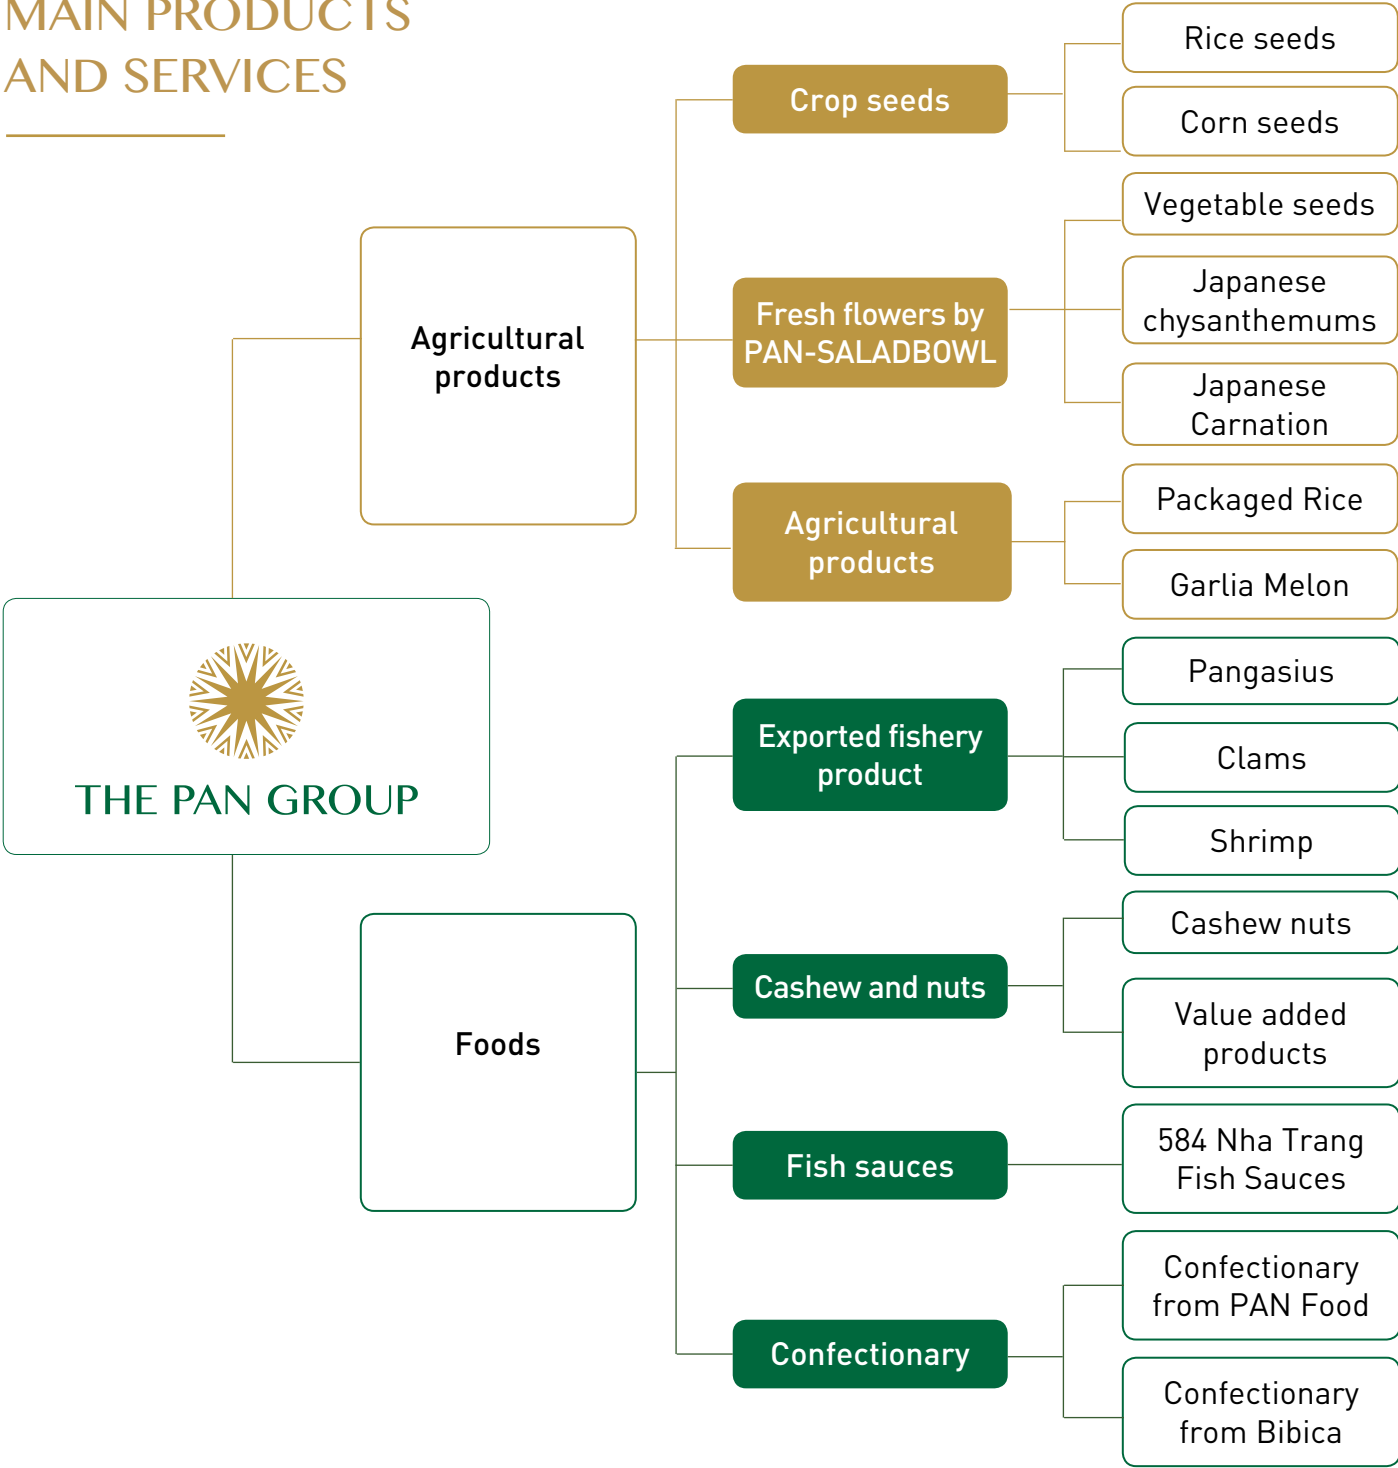 MAIN PRODUCTS
AND SERVICES
THE PAN GROUP
Agricultural
products
Crop seeds
Rice seeds
Corn seeds
Fresh flowers by
PAN-SALADBOWL
Vegetable seeds
Japanese
chysanthemums
Japanese
Carnation
Agricultural
products
Packaged Rice
Garlia Melon
Foods
Exported fishery
product
Pangasius
Clams
Shrimp
Cashew and nuts
Cashew nuts
Value added
products
Fish sauces
584 Nha Trang
Fish Sauces
Confectionary
Confectionary
from PAN Food
Confectionary
from Bibica